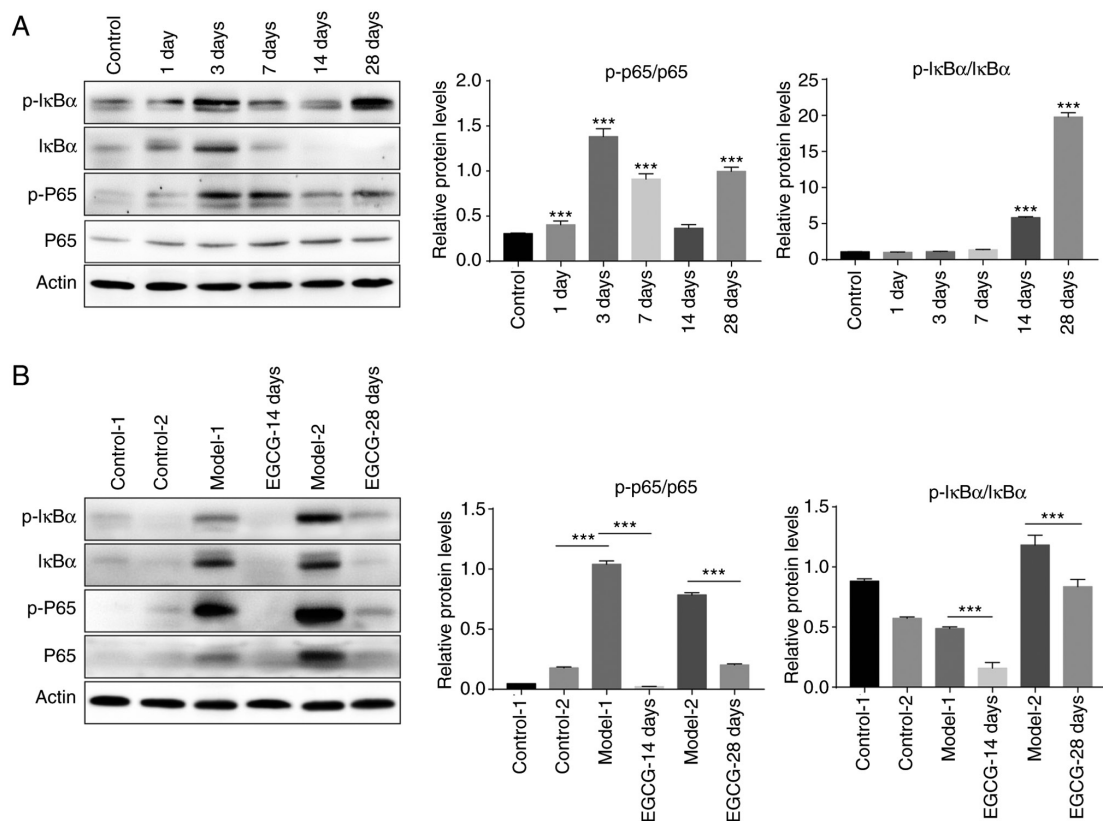 A
Control
1 day
3 days
7 days
14 days
28 days
p-IκBα
IκBα
p-P65
P65
Actin
p-p65/p65
Relative protein levels
2.0
1.5
1.0
0.5
0.0
***
***
***
***
Control
1 day
3 days
7 days
14 days
28 days
p-IκBα/IκBα
Relative protein levels
25
20
15
10
5
0
***
***
Control
1 day
3 days
7 days
14 days
28 days
B
Control-1
Control-2
Model-1
EGCG-14 days
Model-2
EGCG-28 days
p-IκBα
IκBα
p-P65
P65
Actin
p-p65/p65
Relative protein levels
1.5
1.0
0.5
0.0
***
***
***
Control-1
Control-2
Model-1
EGCG-14 days
Model-2
EGCG-28 days
p-IκBα/IκBα
Relative protein levels
1.5
1.0
0.5
0.0
***
***
Control-1
Control-2
Model-1
EGCG-14 days
Model-2
EGCG-28 days